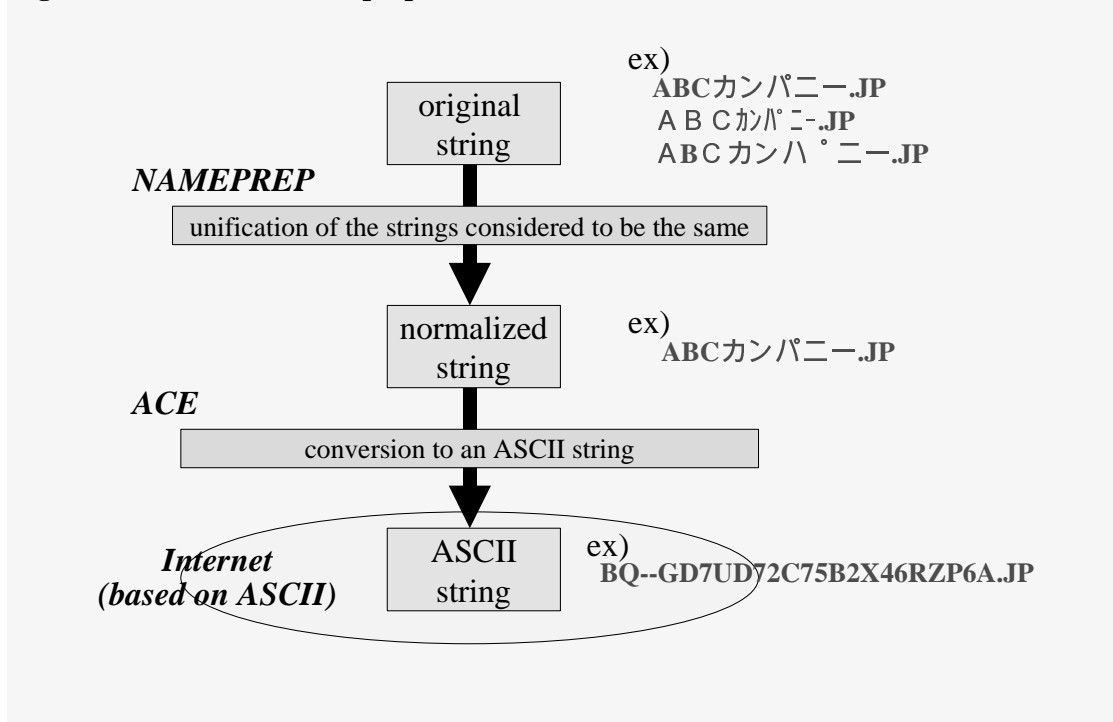 ex)
ABCカンパニー.JP
ＡＢＣｶﾝﾊﾟﾆｰ.JP
ＡBＣカンハ゜ニー.JP
original
string
NAMEPREP
unification of the strings considered to be the same
normalized
string
ex)
ABCカンパニー.JP
ACE
conversion to an ASCII string
Internet
(based on ASCII)
ASCII
string
ex)
BQ--GD7UD72C75B2X46RZP6A.JP